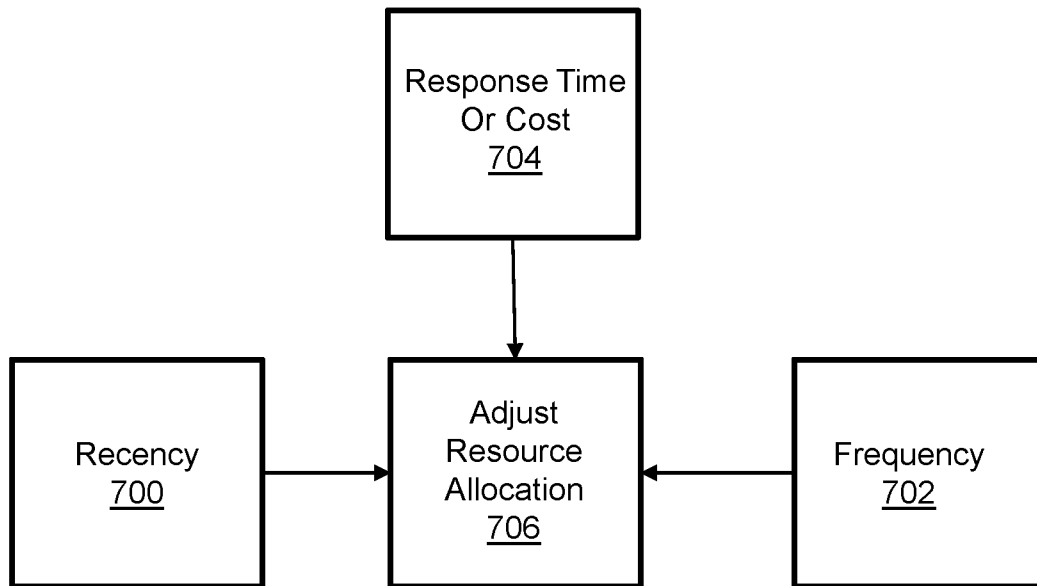 Response Time
Or Cost
704
Recency
700
Adjust
Resource
Allocation
706
Frequency
702